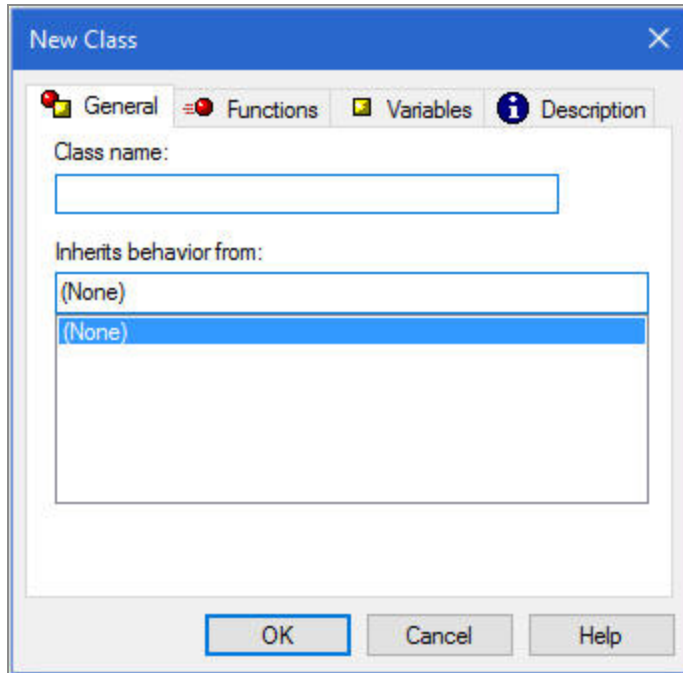 New Class
General Functions Variables Description
Class name:
Inherits behavior from:
(None)
(None)
OK Cancel Help